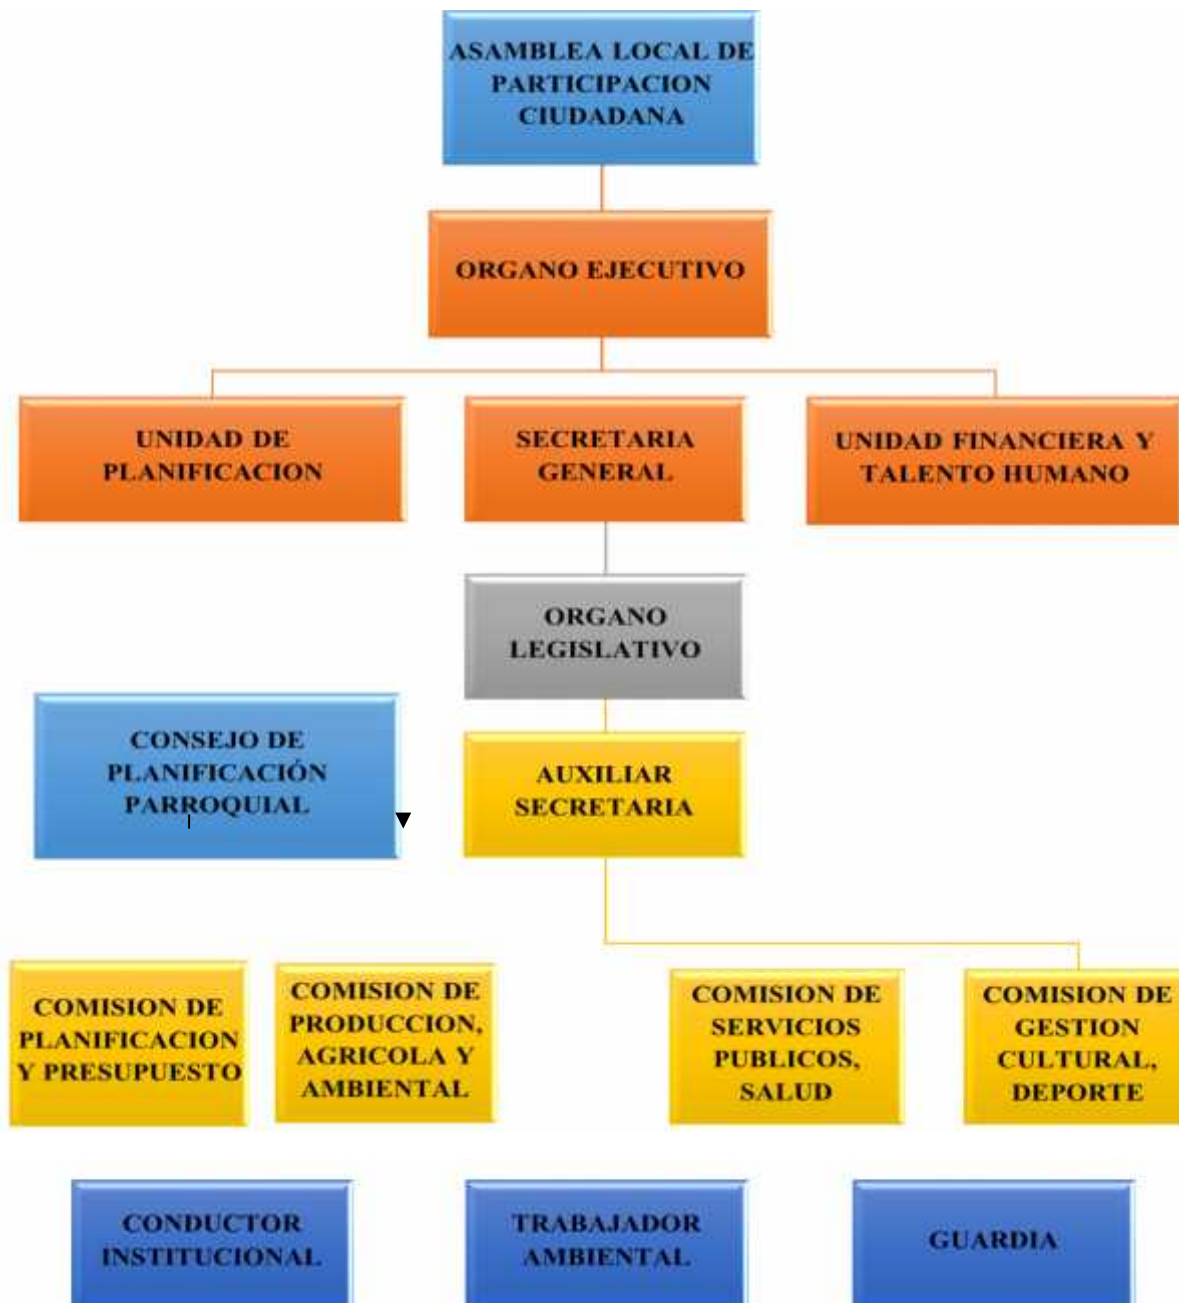 ASAMBLEA LOCAL DE
PARTICIPACION
CIUDADANA
ORGANO EJECUTIVO
UNIDAD DE
PLANIFICACION
SECRETARIA
GENERAL
UNIDAD FINANCIERA Y
TALENTO HUMANO
ORGANO
LEGISLATIVO
CONSEJO DE
PLANIFICACIÓN
PARROQUIAL
AUXILIAR
SECRETARIA
COMISION DE
PLANIFICACION
Y PRESUPUESTO
COMISION DE
PRODUCCION,
AGRICOLA Y
AMBIENTAL
COMISION DE
SERVICIOS
PUBLICOS,
SALUD
COMISION DE
GESTION
CULTURAL,
DEPORTE
CONDUCTOR
INSTITUCIONAL
TRABAJADOR
AMBIENTAL
GUARDIA